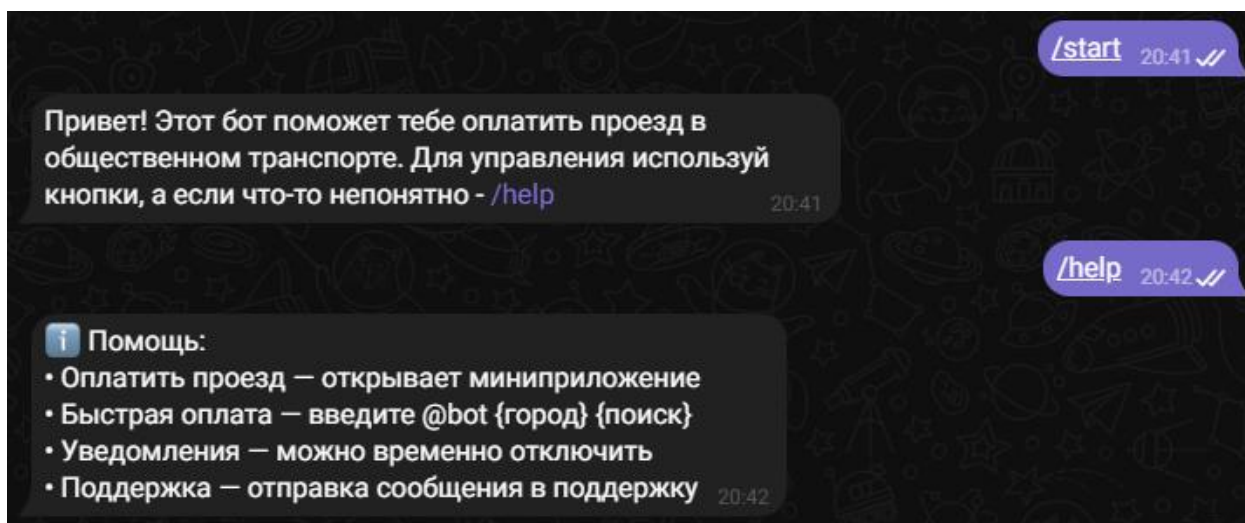 /start 20:41
Привет! Этот бот поможет тебе оплатить проезд в
общественном транспорте. Для управления используй
кнопки, а если что-то непонятно - /help
20:41
/help 20:42
Помощь:
• Оплатить проезд — открывает миниприложение
• Быстрая оплата — введите @bot {город} {поиск}
• Уведомления — можно временно отключить
• Поддержка — отправка сообщения в поддержку 20:42